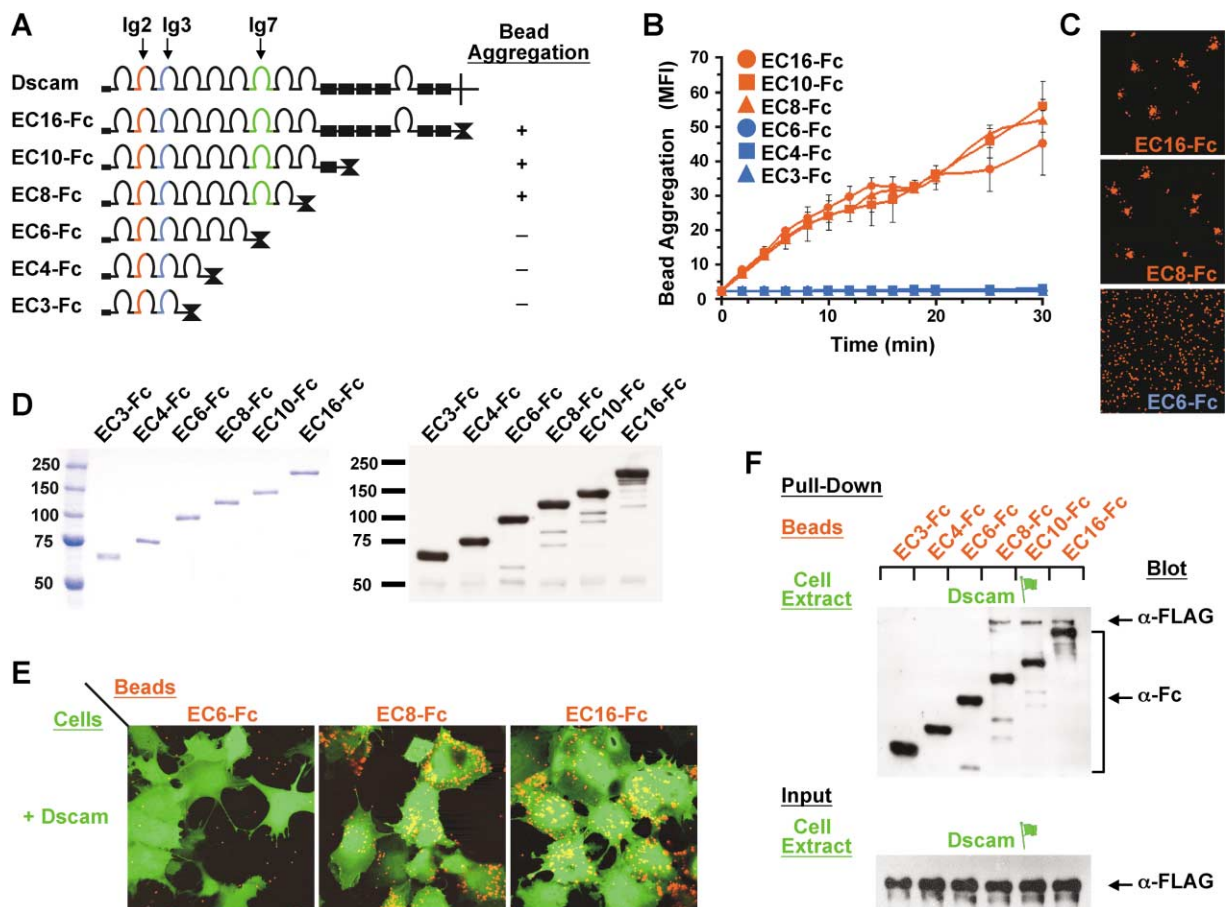 A
Ig2 Ig3 Ig7
Bead
Aggregation
Dscam
EC16-Fc +
EC10-Fc +
EC8-Fc +
EC6-Fc –
EC4-Fc –
EC3-Fc –
B
Bead Aggregation (MFI)
70
60
50
40
30
20
10
0
EC16-Fc
EC10-Fc
EC8-Fc
EC6-Fc
EC4-Fc
EC3-Fc
0 10 20 30
Time (min)
C
EC16-Fc
EC8-Fc
EC6-Fc
D
EC3-Fc EC4-Fc EC6-Fc EC8-Fc EC10-Fc EC16-Fc
250
150
100
75
50
EC3-Fc EC4-Fc EC6-Fc EC8-Fc EC10-Fc EC16-Fc
250
150
100
75
50
E
Beads
Cells
EC6-Fc EC8-Fc EC16-Fc
+ Dscam
F
Pull-Down
Beads
EC3-Fc EC4-Fc EC6-Fc EC8-Fc EC10-Fc EC16-Fc
Cell
Extract
Dscam
Blot
α-FLAG
α-Fc
Input
Cell
Extract
Dscam
α-FLAG